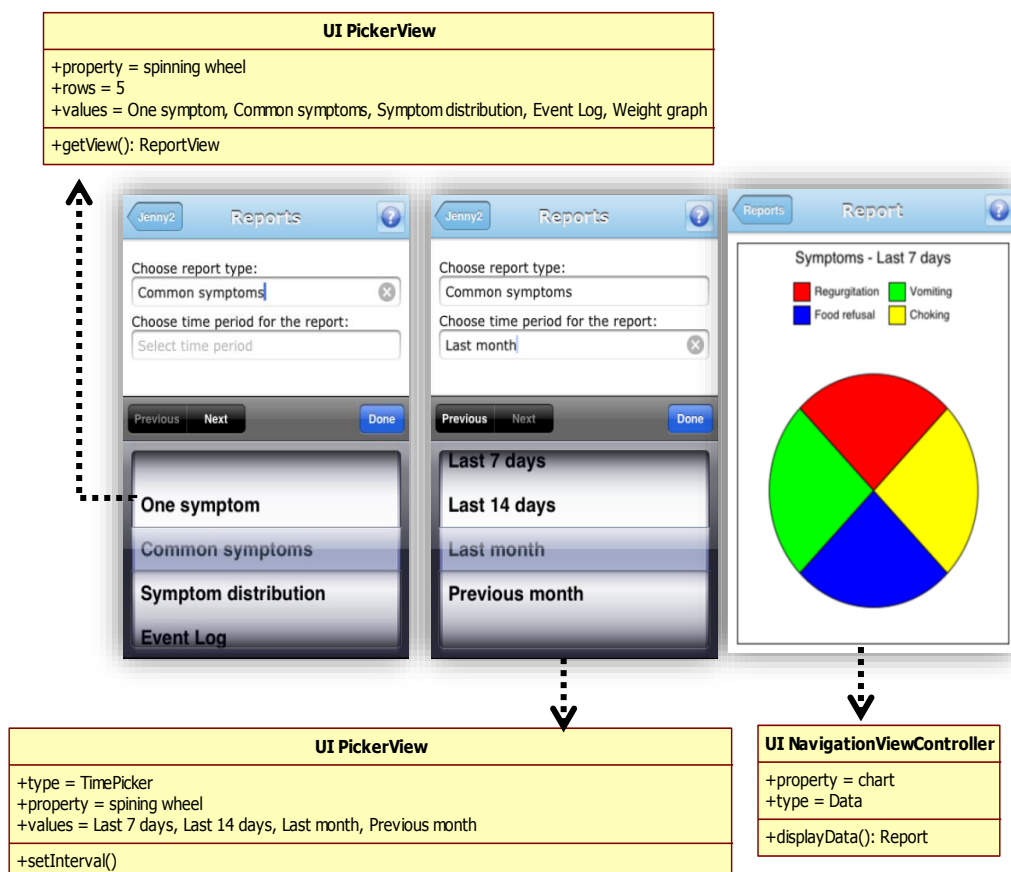 UI PickerView
+property = spinning wheel
+rows = 5
+values = One symptom, Common symptoms, Symptom distribution, Event Log, Weight graph
+getView(): ReportView
Jenny2
Reports
?
Choose report type:
Common symptoms
Choose time period for the report:
Select time period
Previous
Next
Done
One symptom
Common symptoms
Symptom distribution
Event Log
Jenny2
Reports
?
Choose report type:
Common symptoms
Choose time period for the report:
Last month
Previous
Next
Done
Last 7 days
Last 14 days
Last month
Previous month
Reports
Report
?
Symptoms - Last 7 days
Regurgitation
Vomiting
Food refusal
Choking
UI PickerView
+type = TimePicker
+property = spining wheel
+values = Last 7 days, Last 14 days, Last month, Previous month
+setInterval()
UI NavigationViewController
+property = chart
+type = Data
+displayData(): Report